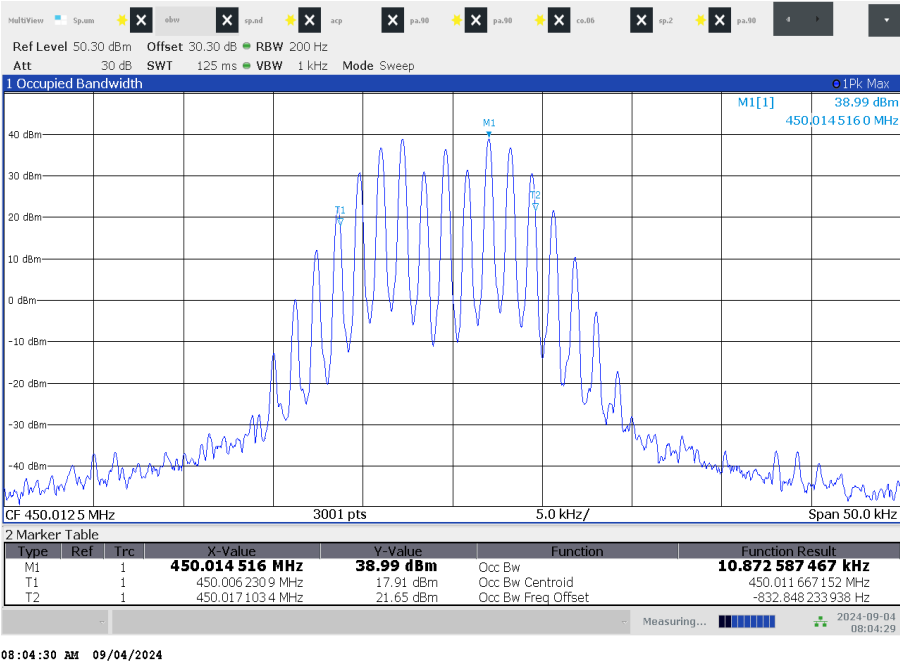 MultiView Sp.um obw sp.nd acp pa.90 pa.90 co.06 sp.2 pa.90
Ref Level 50.30 dBm Offset 30.30 dB RBW 200 Hz
Att 30 dB SWT 125 ms VBW 1 kHz Mode Sweep
1 Occupied Bandwidth 1Pk Max
M1[1] 38.99 dBm
450.014 516 0 MHz
M1
40 dBm
30 dBm
T1
T2
20 dBm
10 dBm
0 dBm
-10 dBm
-20 dBm
-30 dBm
-40 dBm
CF 450.012 5 MHz 3001 pts 5.0 kHz/ Span 50.0 kHz
2 Marker Table
Type Ref Trc X-Value Y-Value Function Function Result
M1 1 450.014 516 MHz 38.99 dBm Occ Bw 10.872 587 467 kHz
T1 1 450.006 230 9 MHz 17.91 dBm Occ Bw Centroid 450.011 667 152 MHz
T2 1 450.017 103 4 MHz 21.65 dBm Occ Bw Freq Offset -832.848 233 938 Hz
Measuring... 2024-09-04
08:04:29
08:04:30 AM 09/04/2024